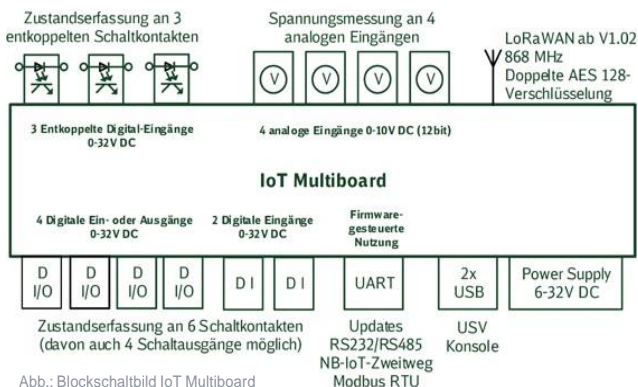 Zustandserfassung an 3
entkoppelten Schaltkontakten
Spannungsmessung an 4
analogen Eingängen
LoRaWAN ab V1.02
868 MHz
Doppelte AES 128-
Verschlüsselung
V V V V
3 Entkoppelte Digital-Eingänge
0-32V DC
4 analoge Eingänge 0-10V DC (12bit)
IoT Multiboard
4 Digitale Ein- oder Ausgänge
0-32V DC
2 Digitale Eingänge
0-32V DC
Firmware-
gesteuerte
Nutzung
D
I/O
D
I/O
D
I/O
D
I/O
D I
D I
UART
2x
USB
Power Supply
6-32V DC
Zustandserfassung an 6 Schaltkontakten
(davon auch 4 Schaltausgänge möglich)
Updates
RS232/RS485
NB-IoT-Zweitweg
Modbus RTU
USV
Konsole
Abb.: Blockschaltbild IoT Multiboard